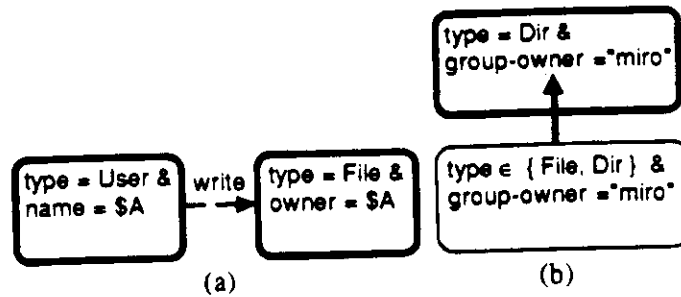 type = Dir &
group-owner ="miro"
type = User &
name = $A
write
type = File &
owner = $A
type ∈ { File, Dir } &
group-owner ="miro"
(a)
(b)